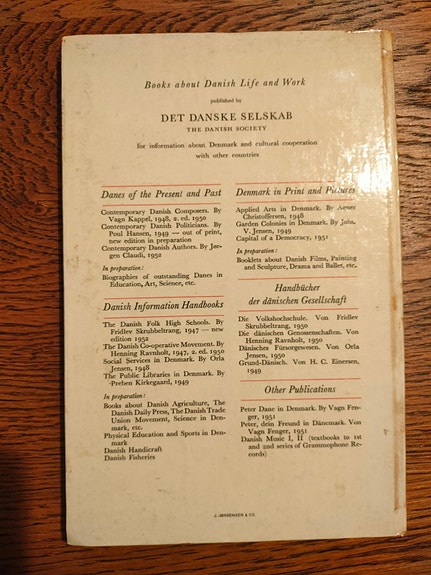 Books about Danish Life and Work
published by
DET DANSKE SELSKAB
THE DANISH SOCIETY
for information about Denmark and cultural cooperation
with other countries
Danes of the Present and Past
Contemporary Danish Composers. By
Vagn Kappel, 1948, 2. ed. 1950
Contemporary Danish Politicians. By
Poul Hansen, 1949 — out of print,
new edition in preparation
Contemporary Danish Authors. By Jør-
gen Claudi, 1952
In preparation:
Biographies of outstanding Danes in
Education, Art, Science, etc.
Danish Information Handbooks
The Danish Folk High Schools. By
Fridlev Skrubbeltrang, 1947 — new
edition 1952
The Danish Co-operative Movement. By
Henning Ravnholt, 1947, 2. ed. 1950
Social Services in Denmark. By Orla
Jensen, 1948
The Public Libraries in Denmark. By
Preben Kirkegaard, 1949
In preparation:
Books about Danish Agriculture, The
Danish Daily Press, The Danish Trade
Union Movement, Science in Den-
mark, etc.
Physical Education and Sports in Den-
mark
Danish Handicraft
Danish Fisheries
Denmark in Print and Pictures
Applied Arts in Denmark. By Agner
Christoffersen, 1948
Garden Colonies in Denmark. By Johs.
V. Jensen, 1949
Capital of a Democracy, 1951
In preparation:
Booklets about Danish Films, Painting
and Sculpture, Drama and Ballet, etc.
Handbücher
der dänischen Gesellschaft
Die Volkshochschule. Von Fridlev
Skrubbeltrang, 1950
Die dänischen Genossenschaften. Von
Henning Ravnholt, 1950
Dänisches Fürsorgewesen. Von Orla
Jensen, 1950
Grund-Dänisch. Von H. C. Einersen,
1949
Other Publications
Peter Dane in Denmark. By Vagn Fen-
ger, 1951
Peter, dein Freund in Dänemark. Von
Vagn Fenger, 1951
Danish Music I, II (textbooks to 1st
and 2nd series of Grammophone Re-
cords)
J. JØRGENSEN & CO.